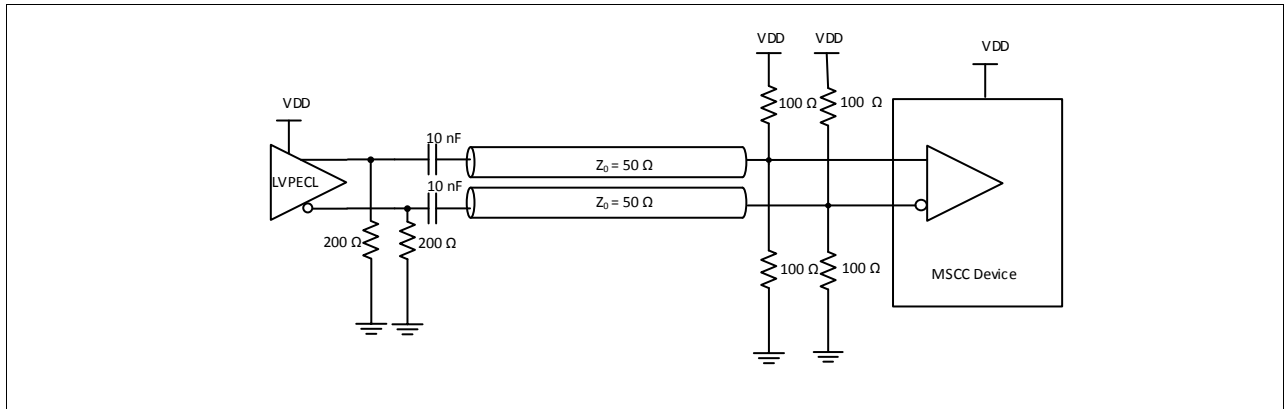 VDD
VDD
VDD
VDD
100 Ω
100 Ω
10 nF
Z₀ = 50 Ω
LVPECL
10 nF
Z₀ = 50 Ω
200 Ω
200 Ω
100 Ω
100 Ω
MSCC Device